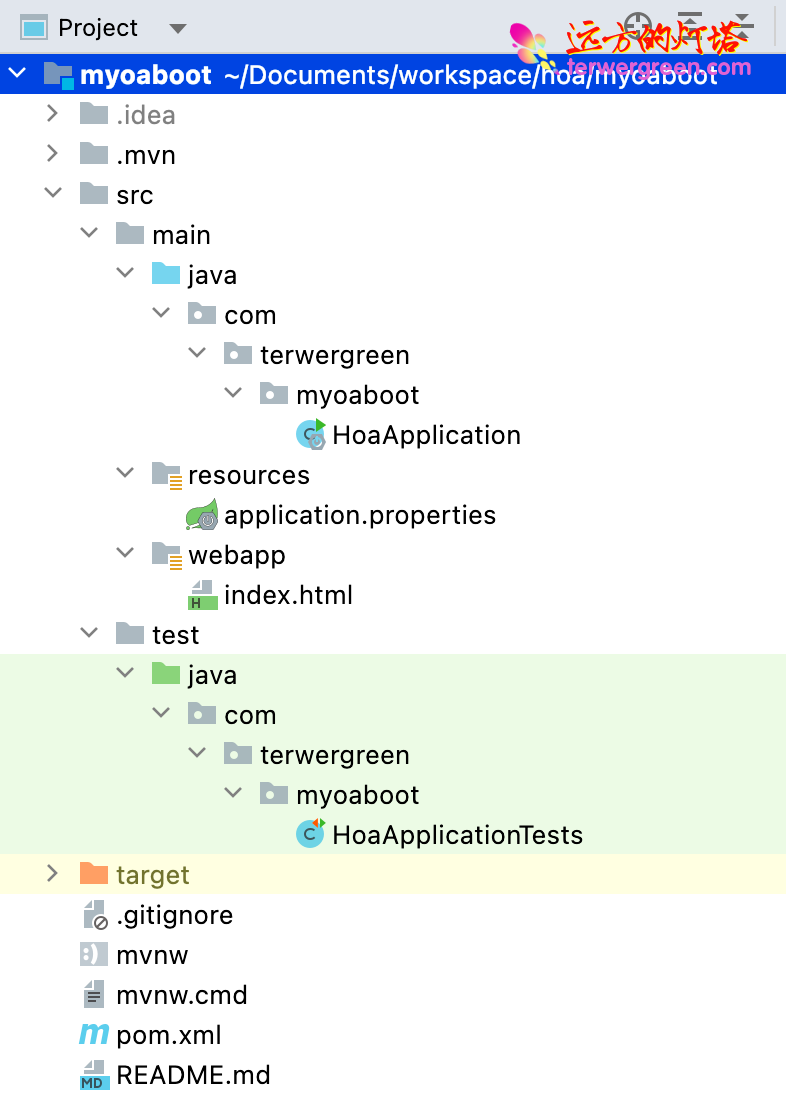 Project
远方的灯塔
myoaboot ~/Documents/workspace/hoa/myoaboot
terwergreen.com
.idea
.mvn
src
main
java
com
terwergreen
myoaboot
HoaApplication
resources
application.properties
webapp
index.html
test
java
com
terwergreen
myoaboot
HoaApplicationTests
target
.gitignore
mvnw
mvnw.cmd
pom.xml
README.md